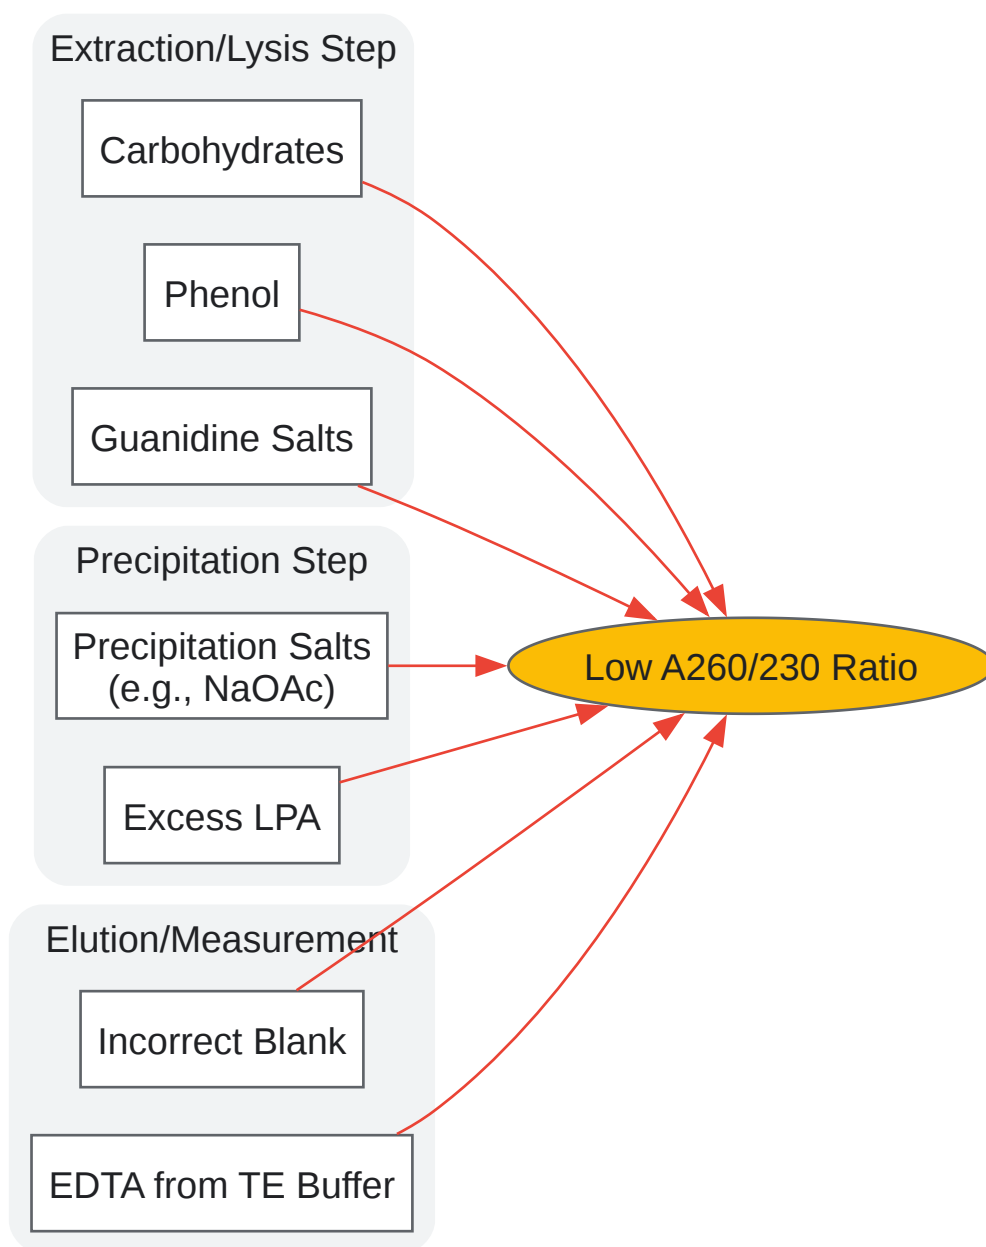 Extraction/Lysis Step
Carbohydrates
Phenol
Guanidine Salts
Precipitation Step
Precipitation Salts
(e.g., NaOAc)
Low A260/230 Ratio
Excess LPA
Elution/Measurement
Incorrect Blank
EDTA from TE Buffer